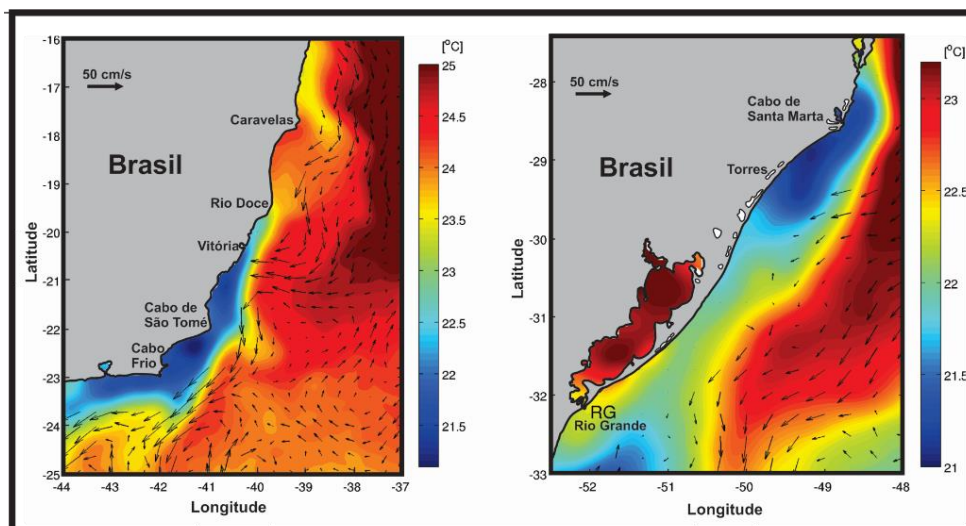 -16
-17
-18
-19
-20
-21
-22
-23
-24
-25
Latitude
50 cm/s
Caravelas
Brasil
Rio Doce
Vitória
Cabo de
São Tomé
Cabo
Frio
-44 -43 -42 -41 -40 -39 -38 -37
Longitude
[°C]
25
24.5
24
23.5
23
22.5
22
21.5
-28
-29
-30
-31
-32
-33
Latitude
50 cm/s
Cabo de
Santa Marta
Brasil
Torres
RG
Rio Grande
-52 -51 -50 -49 -48
Longitude
[°C]
23
22.5
22
21.5
21